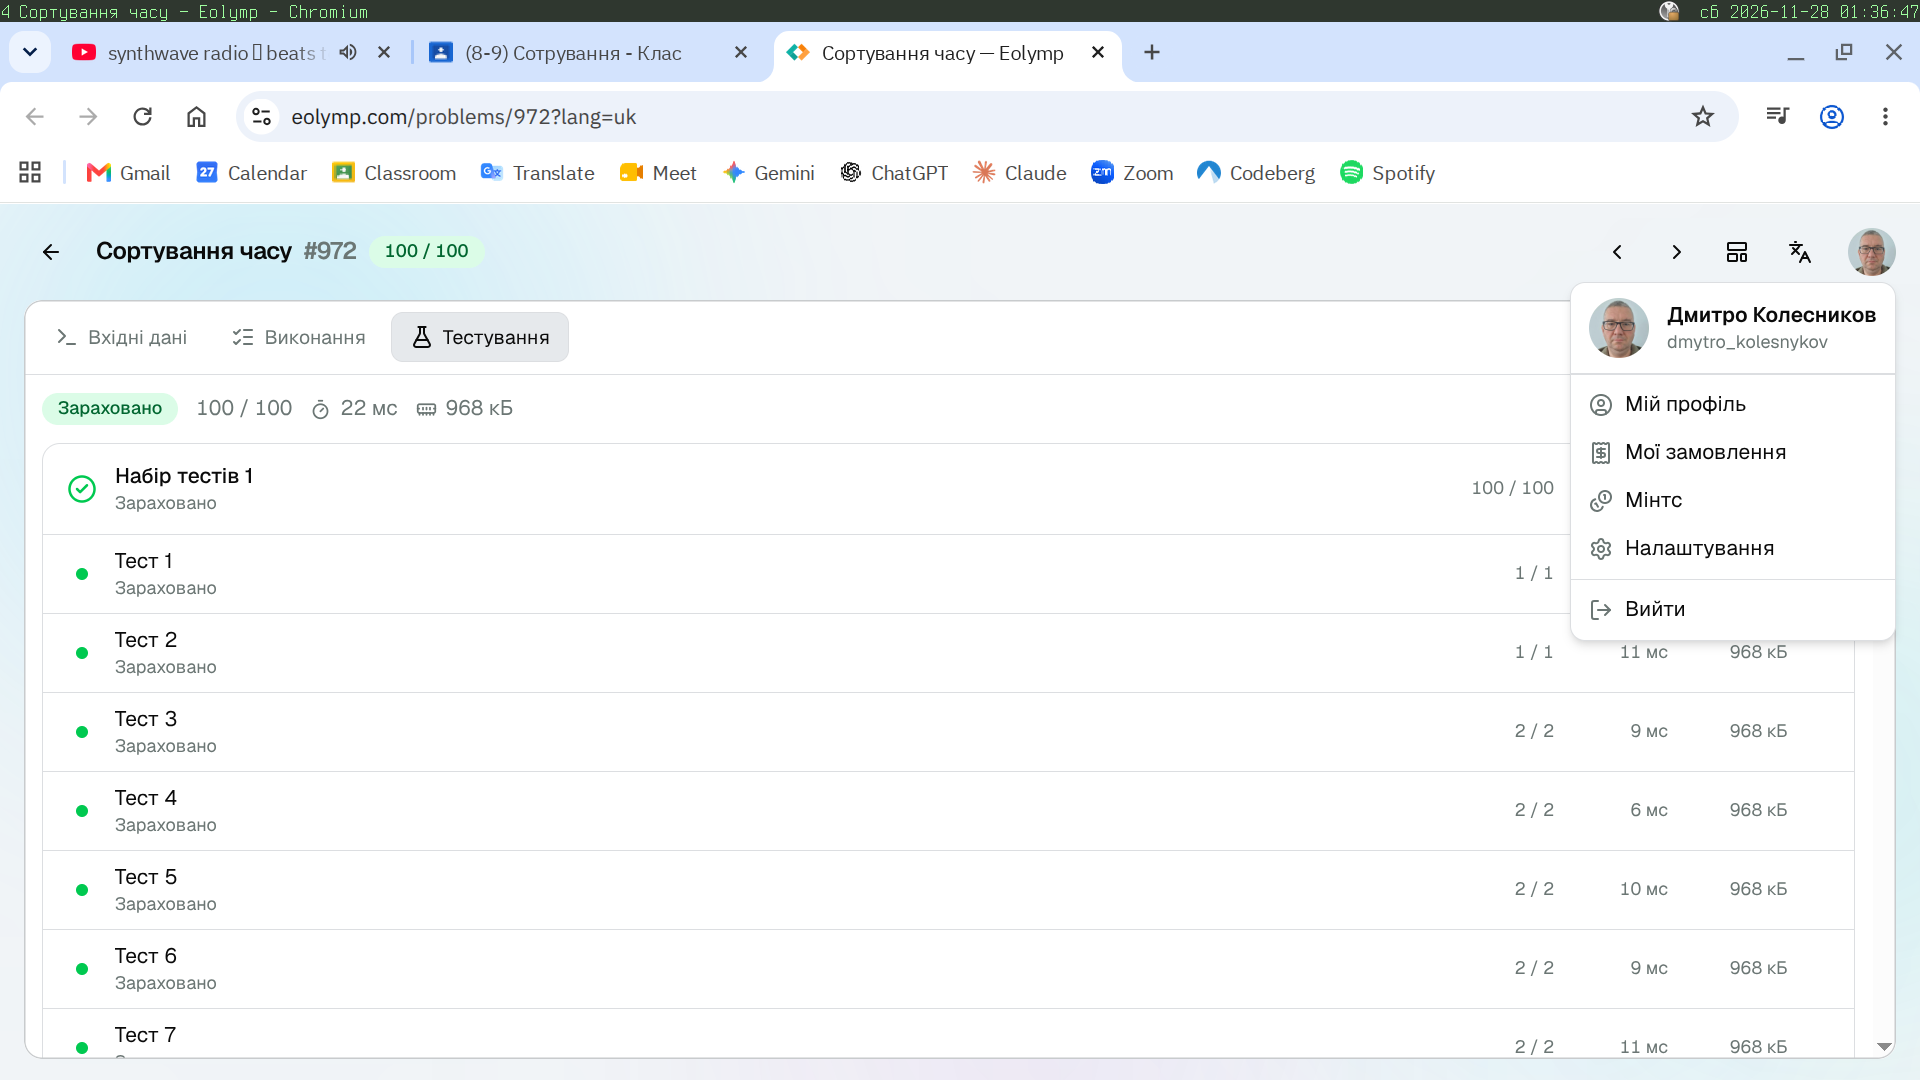 4 Сортування часу — Eolymp - Chromium
сб 2026-11-28 01:36:47
synthwave radio beats t
(8-9) Сотрування - Клас
Сортування часу — Eolymp
eolymp.com/problems/972?lang=uk
Gmail
Calendar
Classroom
Translate
Meet
Gemini
ChatGPT
Claude
Zoom
Codeberg
Spotify
Сортування часу #972 100 / 100
Вхідні дані
Виконання
Тестування
Дмитро Колесников
dmytro_kolesnykov
Мій профіль
Мої замовлення
Мінтс
Налаштування
Вийти
Зараховано 100 / 100 22 мс 968 кБ
Набір тестів 1
Зараховано
100 / 100
Тест 1
Зараховано
1 / 1
Тест 2
Зараховано
1 / 1 11 мс 968 кБ
Тест 3
Зараховано
2 / 2 9 мс 968 кБ
Тест 4
Зараховано
2 / 2 6 мс 968 кБ
Тест 5
Зараховано
2 / 2 10 мс 968 кБ
Тест 6
Зараховано
2 / 2 9 мс 968 кБ
Тест 7
2 / 2 11 мс 968 кБ